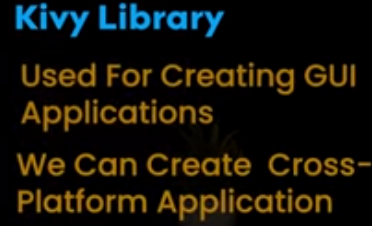 Kivy Library
Used For Creating GUI
Applications
We Can Create Cross-
Platform Application